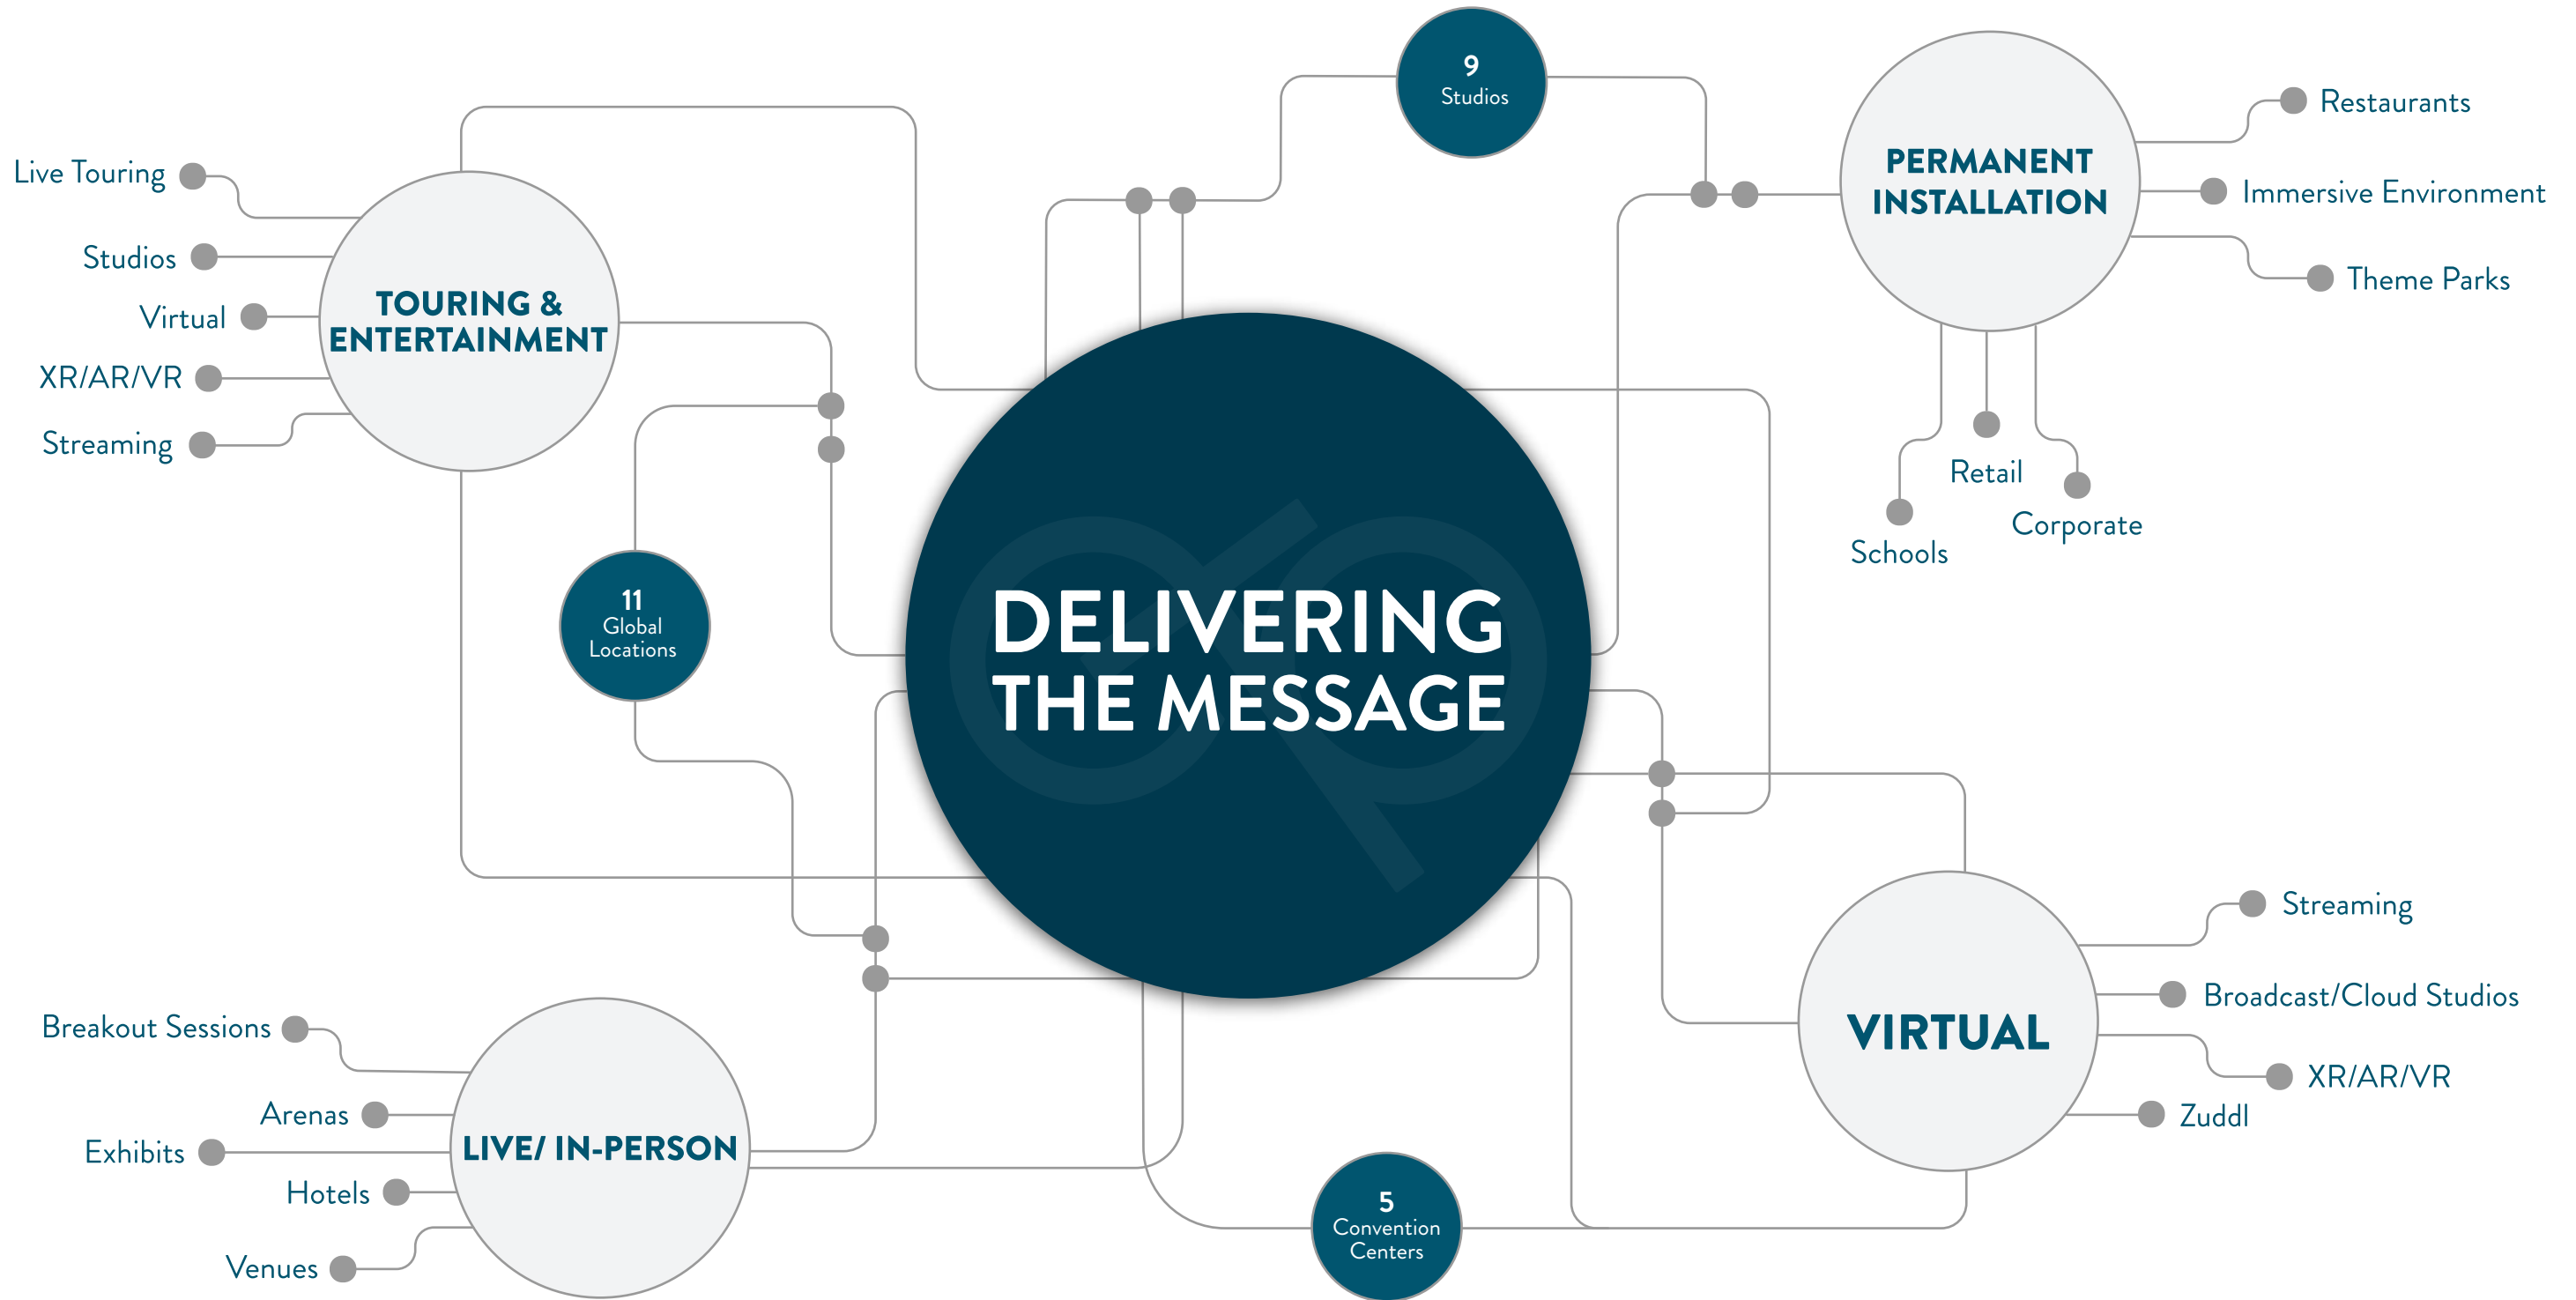 9
Studios
PERMANENT
INSTALLATION
Restaurants
Immersive Environment
Theme Parks
Schools
Retail
Corporate
Live Touring
Studios
Virtual
XR/AR/VR
Streaming
TOURING &
ENTERTAINMENT
11
Global
Locations
DELIVERING
THE MESSAGE
Breakout Sessions
Arenas
Exhibits
Hotels
Venues
LIVE/ IN-PERSON
5
Convention
Centers
VIRTUAL
Streaming
Broadcast/Cloud Studios
XR/AR/VR
Zuddl